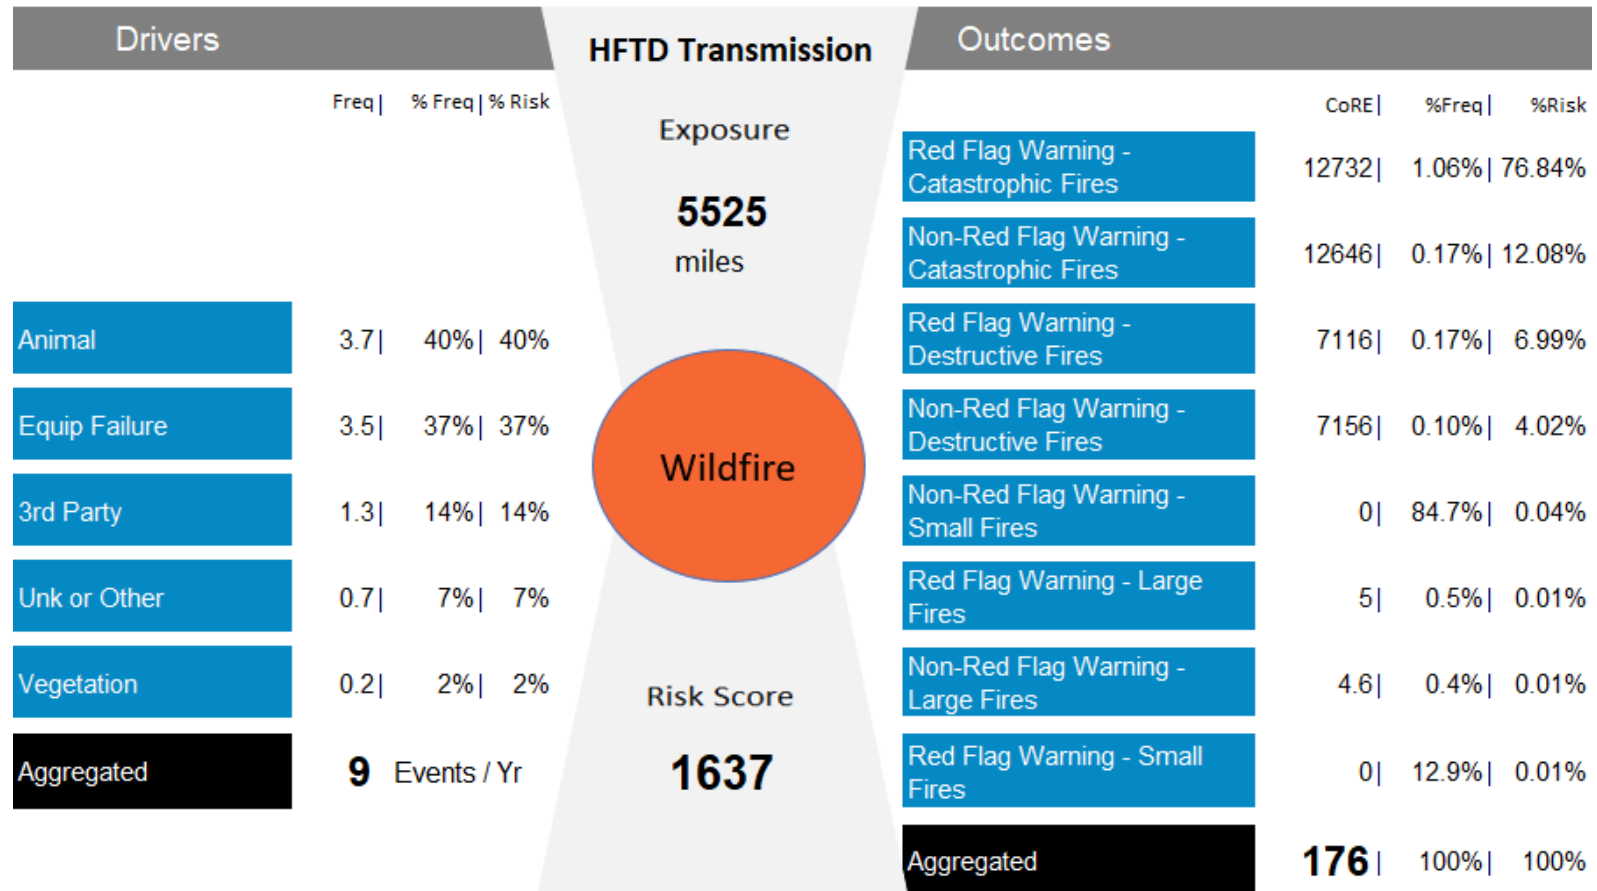 Drivers
HFTD Transmission
Outcomes
Freq| % Freq| % Risk
Exposure
5525
miles
CoRE| %Freq| %Risk
Red Flag Warning -
Catastrophic Fires
12732| 1.06%| 76.84%
Non-Red Flag Warning -
Catastrophic Fires
12646| 0.17%| 12.08%
Animal 3.7| 40%| 40%
Red Flag Warning -
Destructive Fires
7116| 0.17%| 6.99%
Equip Failure 3.5| 37%| 37%
Non-Red Flag Warning -
Destructive Fires
7156| 0.10%| 4.02%
Wildfire
3rd Party 1.3| 14%| 14%
Non-Red Flag Warning -
Small Fires
0| 84.7%| 0.04%
Unk or Other 0.7| 7%| 7%
Red Flag Warning - Large
Fires
5| 0.5%| 0.01%
Vegetation 0.2| 2%| 2%
Risk Score
1637
Non-Red Flag Warning -
Large Fires
4.6| 0.4%| 0.01%
Aggregated 9 Events / Yr
Red Flag Warning - Small
Fires
0| 12.9%| 0.01%
Aggregated 176| 100%| 100%